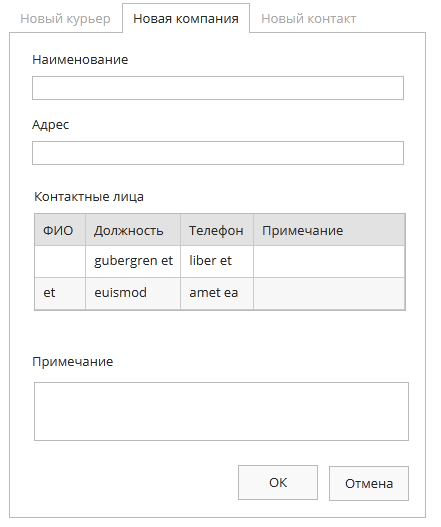 Новый курьер Новая компания Новый контакт
Наименование
Адрес
Контактные лица
ФИО Должность Телефон Примечание
gubergren et liber et
et euismod amet ea
Примечание
ОК Отмена